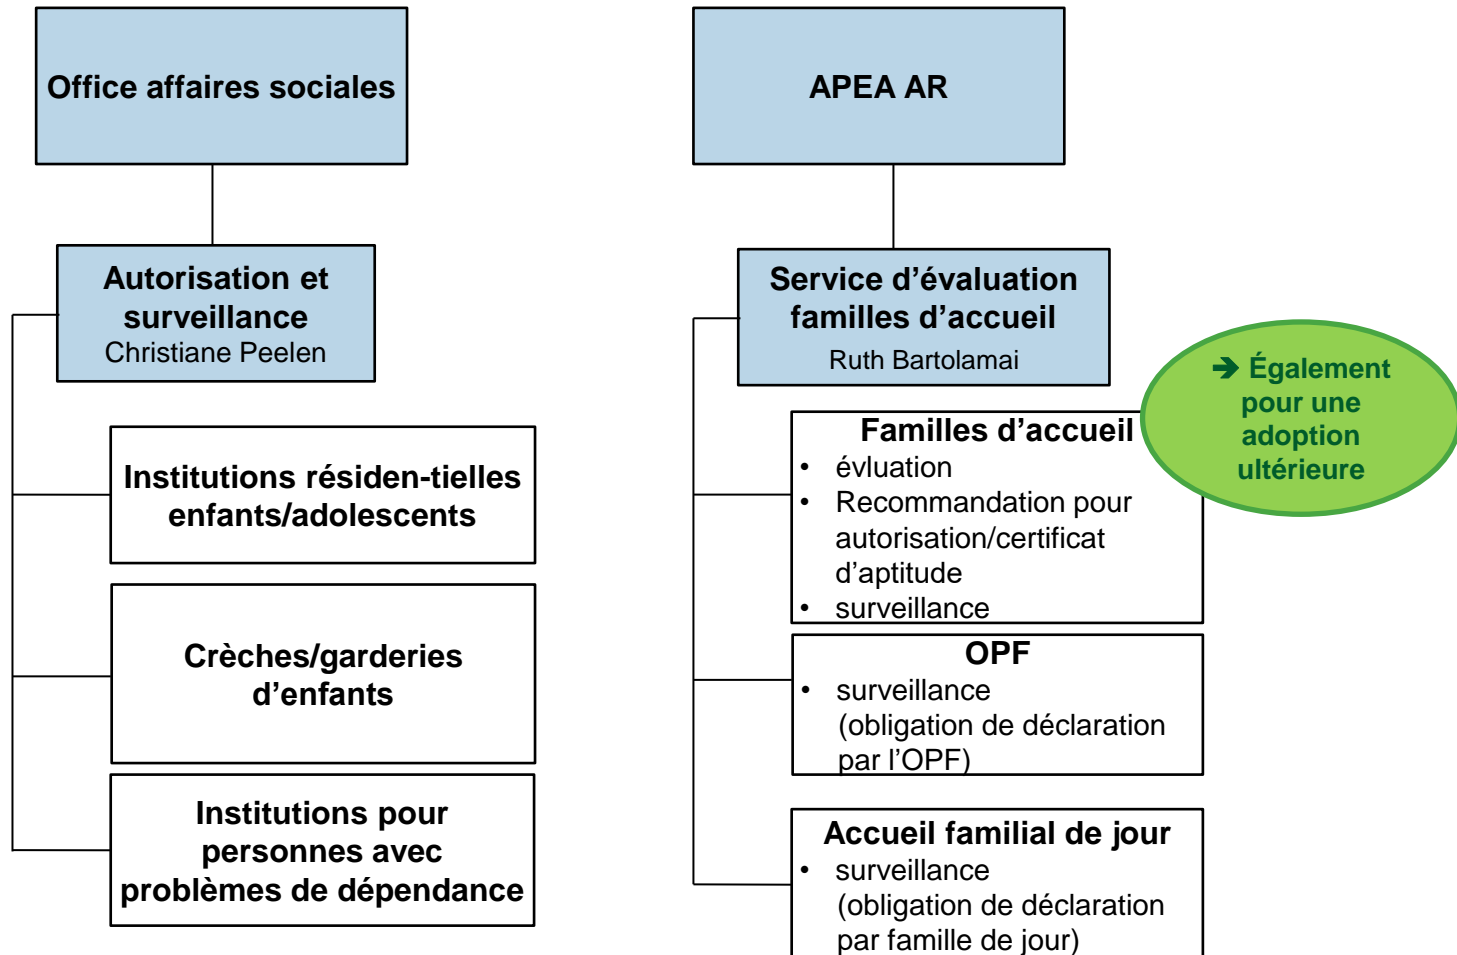 Office affaires sociales
Autorisation et
surveillance
Christiane Peelen
Institutions résiden-tielles
enfants/adolescents
Crèches/garderies
d’enfants
Institutions pour
personnes avec
problèmes de dépendance
APEA AR
Service d’évaluation
familles d’accueil
Ruth Bartolamai
➔ Également
pour une
adoption
ultérieure
Familles d’accueil
• évluation
• Recommandation pour
autorisation/certificat
d’aptitude
• surveillance
OPF
• surveillance
(obligation de déclaration
par l’OPF)
Accueil familial de jour
• surveillance
(obligation de déclaration
par famille de jour)